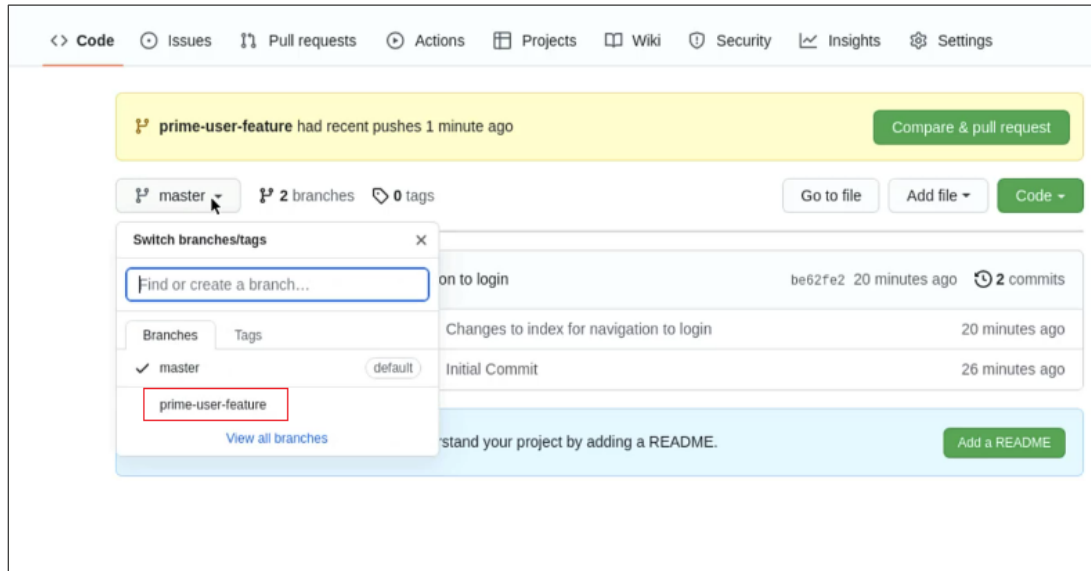 Code Issues Pull requests Actions Projects Wiki Security Insights Settings
prime-user-feature had recent pushes 1 minute ago Compare & pull request
master 2 branches 0 tags Go to file Add file Code
Switch branches/tags
Find or create a branch...
on to login be62fe2 20 minutes ago 2 commits
Branches Tags
Changes to index for navigation to login 20 minutes ago
master default
Initial Commit 26 minutes ago
prime-user-feature
View all branches
your project by adding a README. Add a README